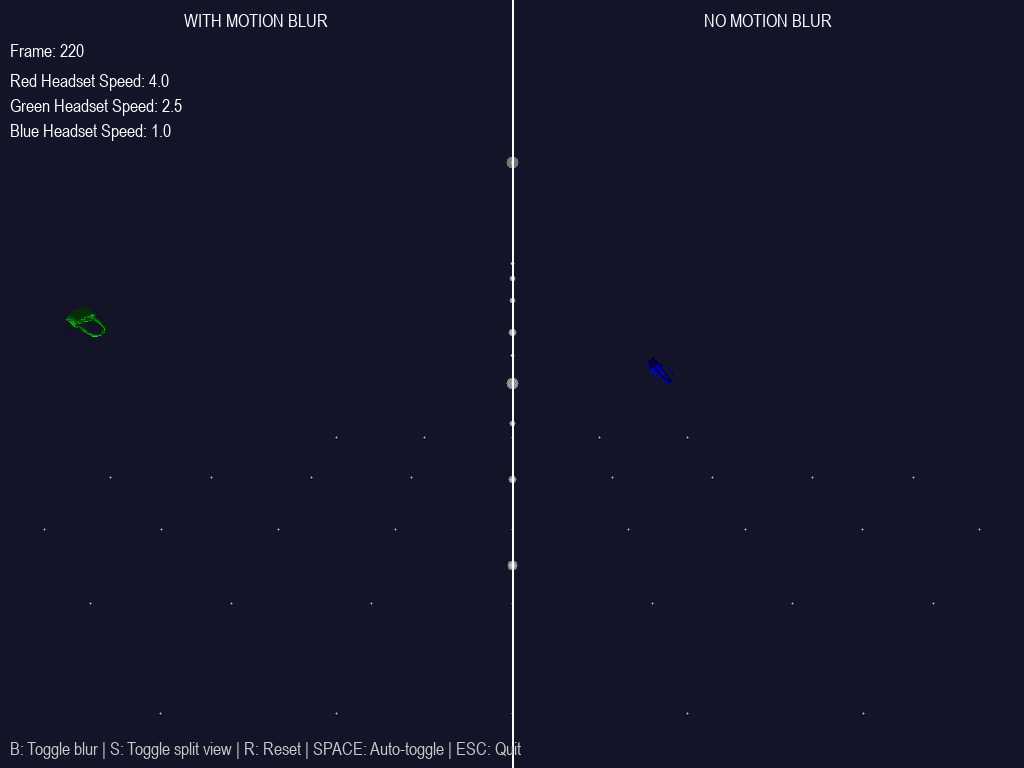 WITH MOTION BLUR
NO MOTION BLUR
Frame: 220
Red Headset Speed: 4.0
Green Headset Speed: 2.5
Blue Headset Speed: 1.0
B: Toggle blur | S: Toggle split view | R: Reset | SPACE: Auto-toggle | ESC: Quit